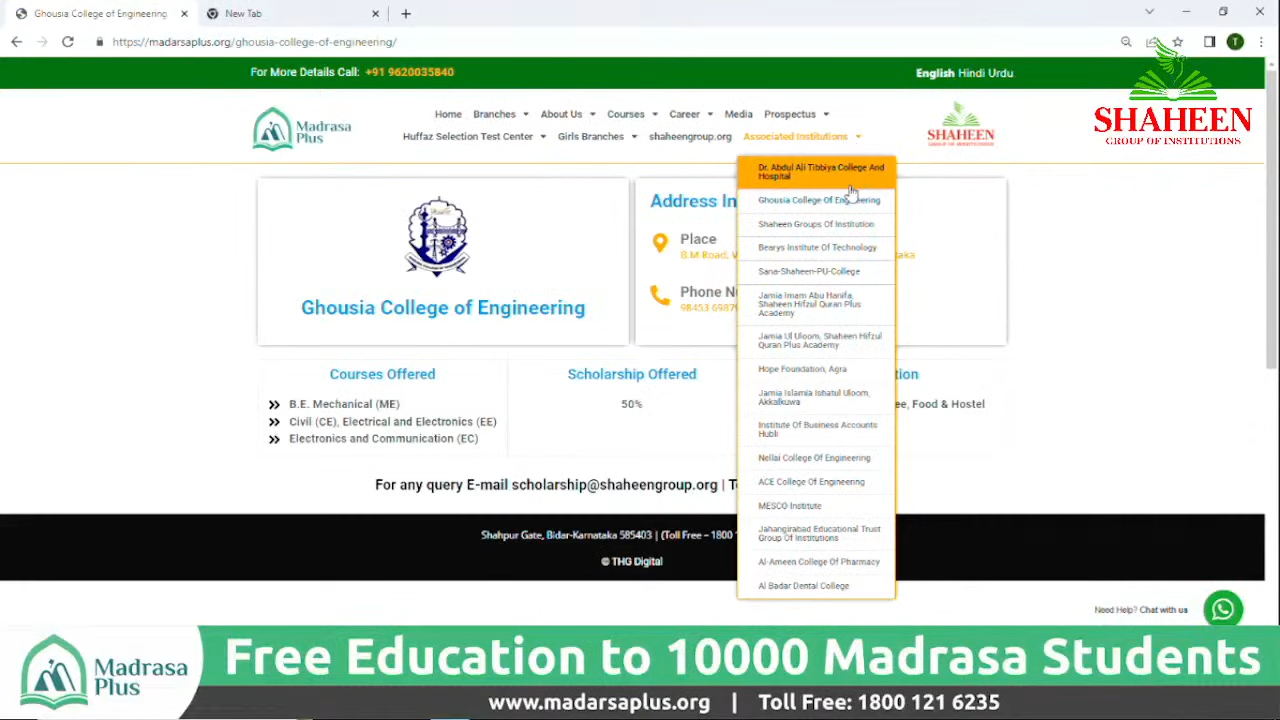 Ghousia College of Engineering
New Tab
https://madarsaplus.org/ghousia-college-of-engineering/
T
For More Details Call: +91 9620035840
English Hindi Urdu
SHAHEEN
GROUP OF INSTITUTIONS
Madrasa
Plus
Home Branches About Us Courses Career Media Prospectus
Huffaz Selection Test Center Girls Branches shaheengroup.org Associated Institutions
SHAHEEN
Dr. Abdul Ali Tibbiya College And
Hospital
Ghousia College Of Engineering
Shaheen Groups Of Institution
Bearys Institute Of Technology
Sana-Shaheen-PU-College
Jamia Imam Abu Hanifa,
Shaheen Hifzul Quran Plus
Academy
Jamia Ul Uloom, Shaheen Hifzul
Quran Plus Academy
Hope Foundation, Agra
Jamia Islamia Ishatul Uloom,
Akkalkuwa
Institute Of Business Accounts
Hubli
Nellai College Of Engineering
ACE College Of Engineering
MESCO Institute
Jahangirabad Educational Trust
Group Of Institutions
Al-Ameen College Of Pharmacy
Al Badar Dental College
Ghousia College of Engineering
Address In
Place
B.M Road,
Phone Nu
98453 6987
Courses Offered
B.E. Mechanical (ME)
Civil (CE), Electrical and Electronics (EE)
Electronics and Communication (EC)
Scholarship Offered
50%
tion
ee, Food & Hostel
For any query E-mail scholarship@shaheengroup.org | T
Shahpur Gate, Bidar-Karnataka 585403 | (Toll Free – 1800 1
© THG Digital
Need Help? Chat with us
Madrasa
Plus
Free Education to 10000 Madrasa Students
www.madarsaplus.org | Toll Free: 1800 121 6235